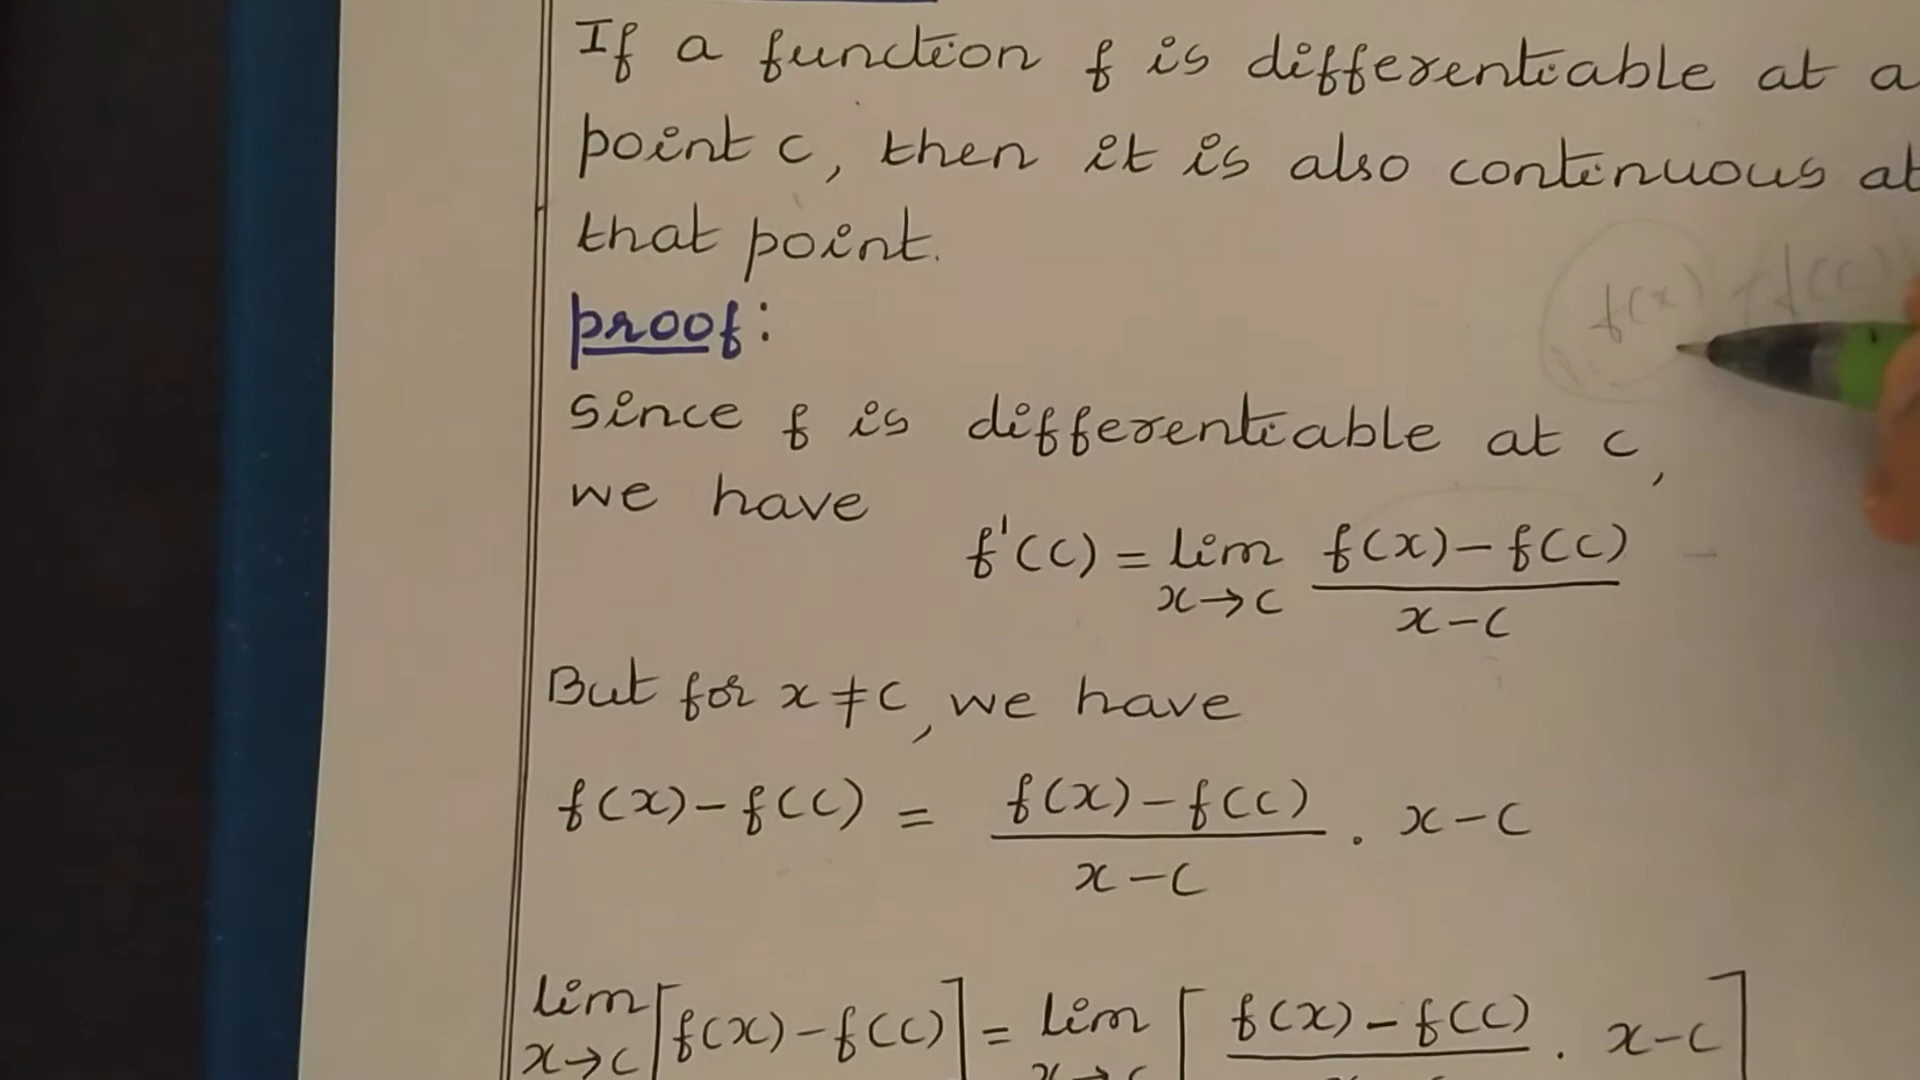 If a function f is differentiable at a
point c, then it is also continuous at
that point.
f(x) f(c)
proof:
since f is differentiable at c,
we have
f'(c) = lim x→c f(x)-f(c) / x-c
But for x≠c, we have
f(x)-f(c) = f(x)-f(c) / x-c . x-c
lim x→c [f(x)-f(c)] = lim x→c [ f(x)-f(c) . x-c ]